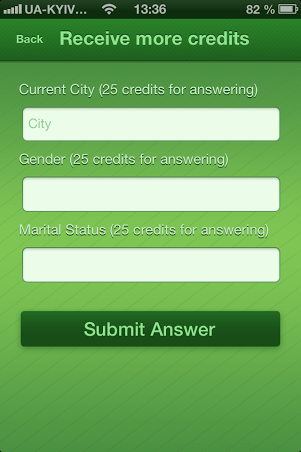 UA-KYIV... 13:36 82 %
Back Receive more credits
Current City (25 credits for answering)
City
Gender (25 credits for answering)
Marital Status (25 credits for answering)
Submit Answer